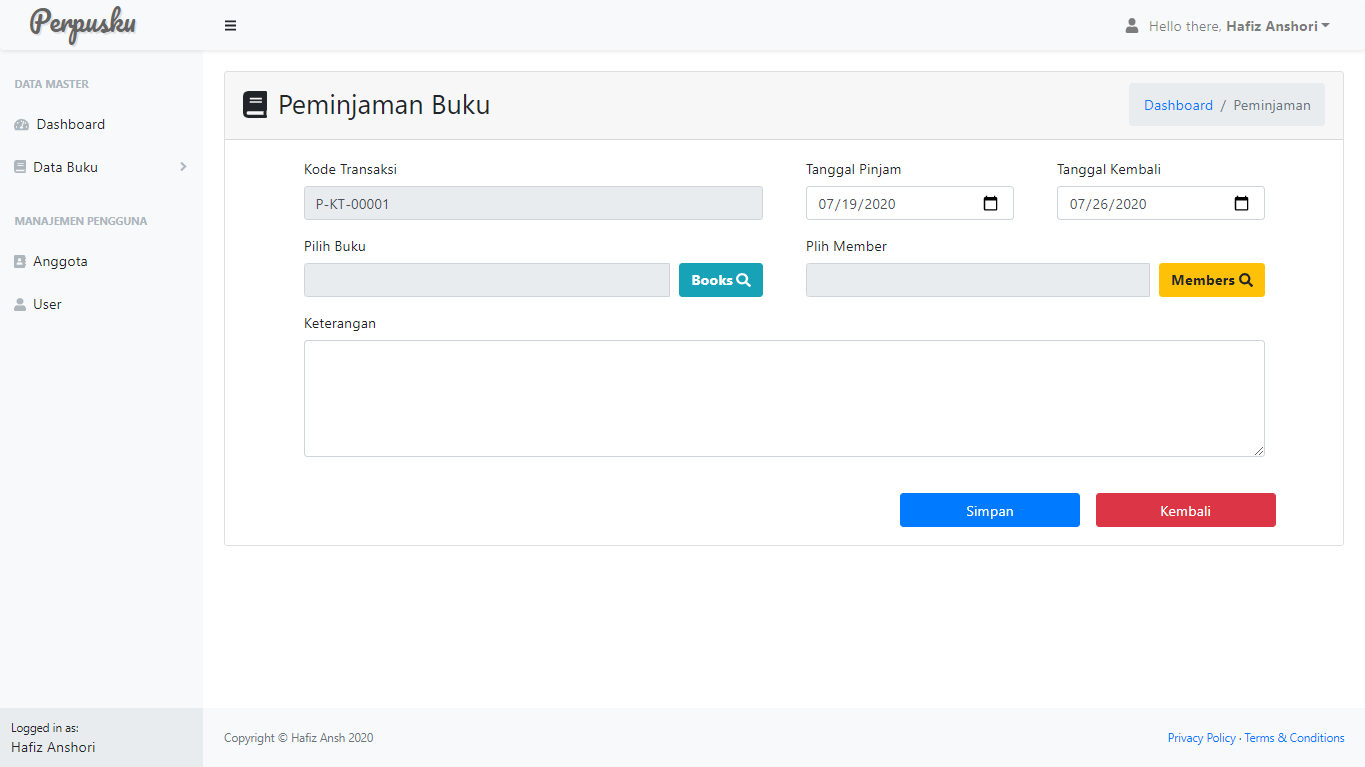 Perpusku
Hello there, Hafiz Anshori
DATA MASTER
Dashboard
Data Buku
MANAJEMEN PENGGUNA
Anggota
User
Logged in as:
Hafiz Anshori
Peminjaman Buku
Dashboard / Peminjaman
Kode Transaksi
P-KT-00001
Tanggal Pinjam
07/19/2020
Tanggal Kembali
07/26/2020
Pilih Buku
Books
Plih Member
Members
Keterangan
Simpan
Kembali
Copyright © Hafiz Ansh 2020
Privacy Policy · Terms & Conditions